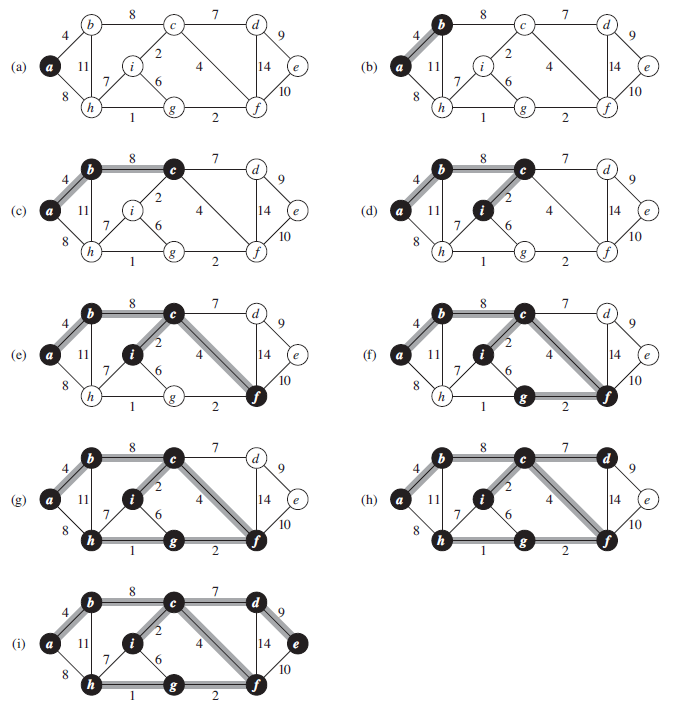 8 7
b c d
4 9
2
(a) a 11 i 4 14 e
7 6
8 10
h g f
1 2
8 7
b c d
4 9
2
(b) a 11 i 4 14 e
7 6
8 10
h g f
1 2
8 7
b c d
4 9
2
(c) a 11 i 4 14 e
7 6
8 10
h g f
1 2
8 7
b c d
4 9
2
(d) a 11 i 4 14 e
7 6
8 10
h g f
1 2
8 7
b c d
4 9
2
(e) a 11 i 4 14 e
7 6
8 10
h g f
1 2
8 7
b c d
4 9
2
(f) a 11 i 4 14 e
7 6
8 10
h g f
1 2
8 7
b c d
4 9
2
(g) a 11 i 4 14 e
7 6
8 10
h g f
1 2
8 7
b c d
4 9
2
(h) a 11 i 4 14 e
7 6
8 10
h g f
1 2
8 7
b c d
4 9
2
(i) a 11 i 4 14 e
7 6
8 10
h g f
1 2